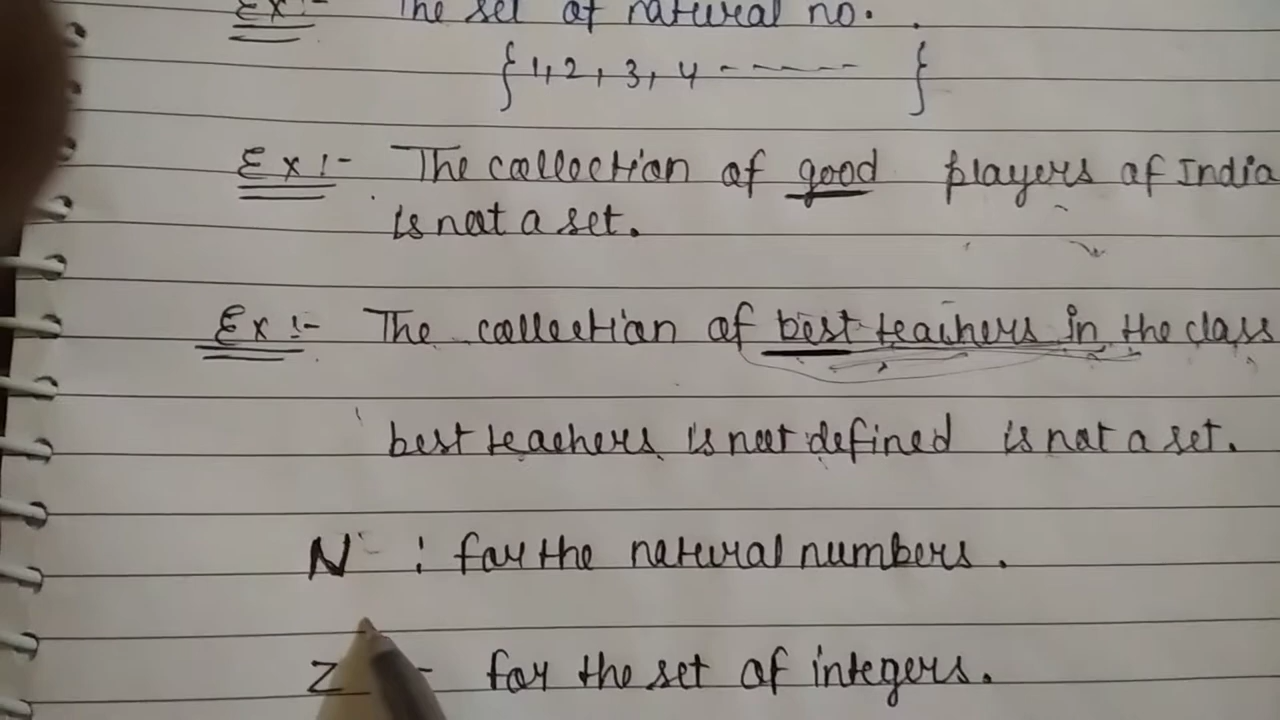 Ex:- The set of natural no.
{ 1, 2, 3, 4 ------ }
Ex:- The collection of good players of India
is not a set.
Ex:- The collection of best teachers in the class
best teachers is not defined is not a set.
N : for the natural numbers.
Z - for the set of integers.